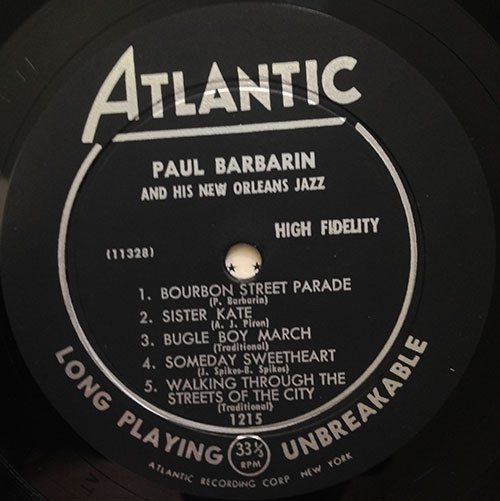 ATLANTIC
PAUL BARBARIN
AND HIS NEW ORLEANS JAZZ
HIGH FIDELITY
(11328)
1. BOURBON STREET PARADE
(P. Barbarin)
2. SISTER KATE
(A. J. Piron)
3. BUGLE BOY MARCH
(Traditional)
4. SOMEDAY SWEETHEART
(J. Spikes-B. Spikes)
5. WALKING THROUGH THE
STREETS OF THE CITY
(Traditional)
1215
LONG PLAYING 33⅓ RPM UNBREAKABLE
ATLANTIC RECORDING CORP NEW YORK